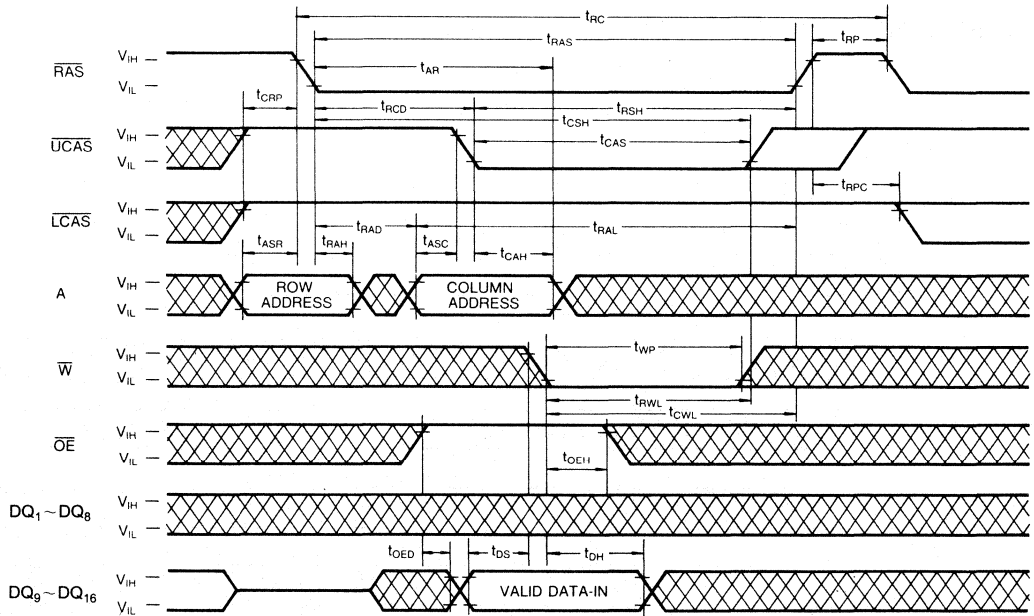 tRC
tRAS
tRP
RAS
VIH
VIL
tAR
tCRP
tRCD
tRSH
tCSH
UCAS
VIH
VIL
tCAS
tRPC
LCAS
VIH
VIL
tRAD
tRAL
tASR
tRAH
tASC
tCAH
A
VIH
VIL
ROW
ADDRESS
COLUMN
ADDRESS
W
VIH
VIL
tWP
tRWL
tCWL
OE
VIH
VIL
tOEH
DQ1~DQ8
VIH
VIL
tOED
tDS
tDH
DQ9~DQ16
VIH
VIL
VALID DATA-IN